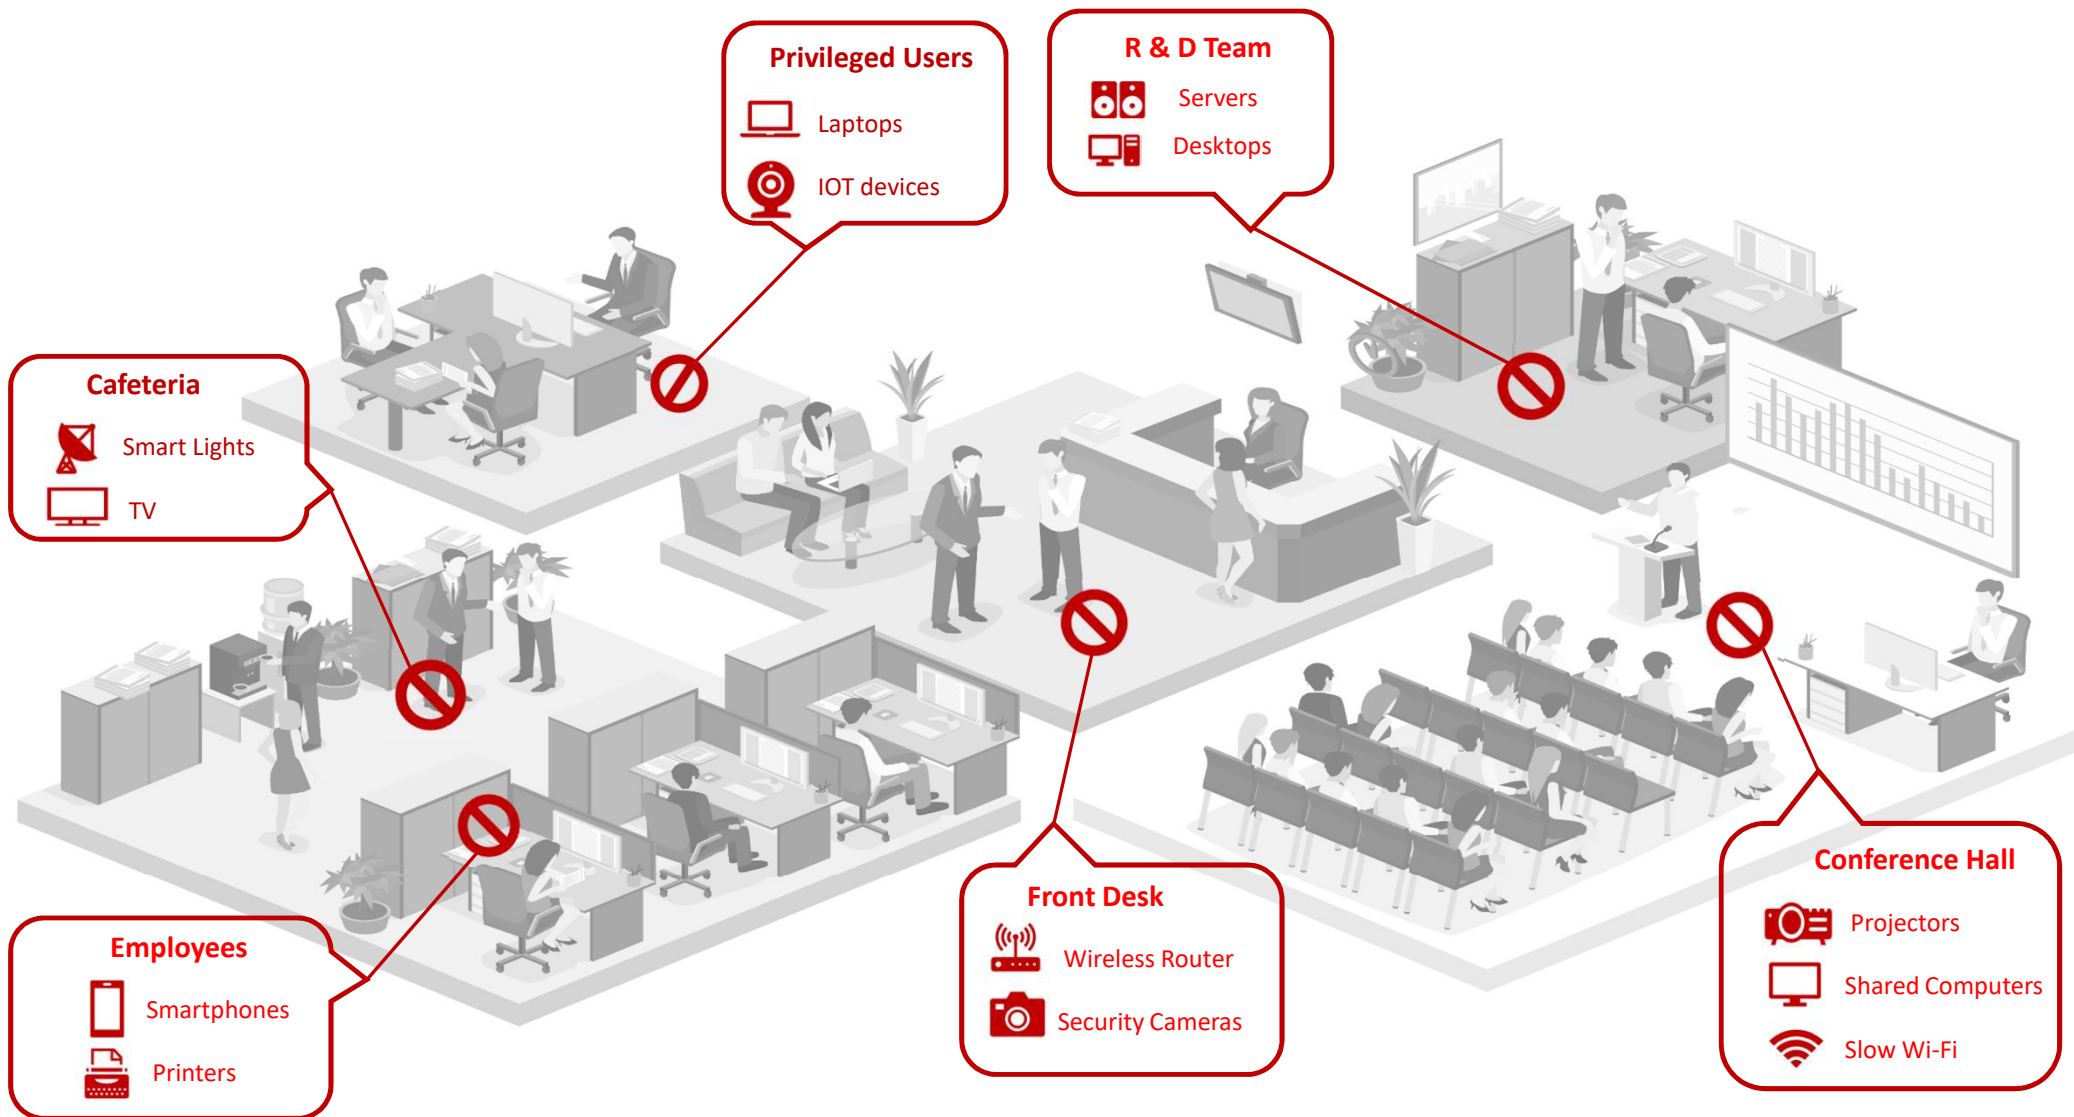 Privileged Users
Laptops
IOT devices
R & D Team
Servers
Desktops
Cafeteria
Smart Lights
TV
Employees
Smartphones
Printers
Front Desk
Wireless Router
Security Cameras
Conference Hall
Projectors
Shared Computers
Slow Wi-Fi